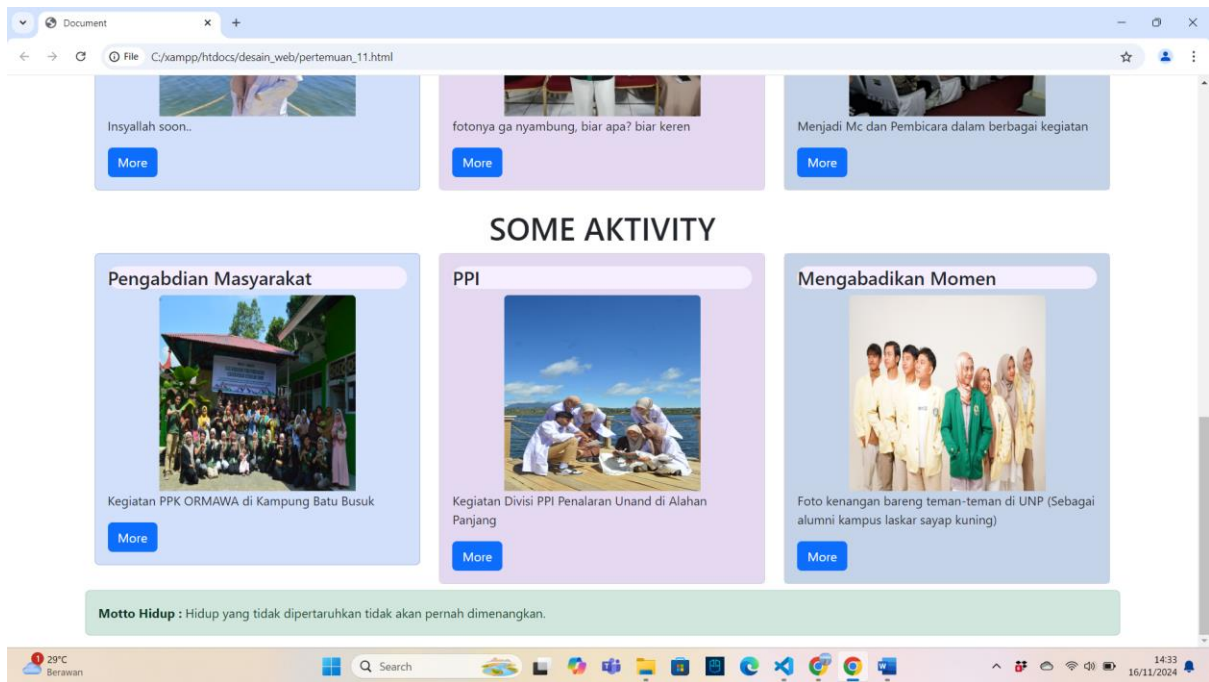 Document
File C:/xampp/htdocs/desain_web/pertemuan_11.html
Insyallah soon..
More
fotonya ga nyambung, biar apa? biar keren
More
Menjadi Mc dan Pembicara dalam berbagai kegiatan
More
SOME AKTIVITY
Pengabdian Masyarakat
Kegiatan PPK ORMAWA di Kampung Batu Busuk
More
PPI
Kegiatan Divisi PPI Penalaran Unand di Alahan
Panjang
More
Mengabadikan Momen
Foto kenangan bareng teman-teman di UNP (Sebagai
alumni kampus laskar sayap kuning)
More
Motto Hidup : Hidup yang tidak dipertaruhkan tidak akan pernah dimenangkan.
1
29°C
Berawan
Search
14:33
16/11/2024